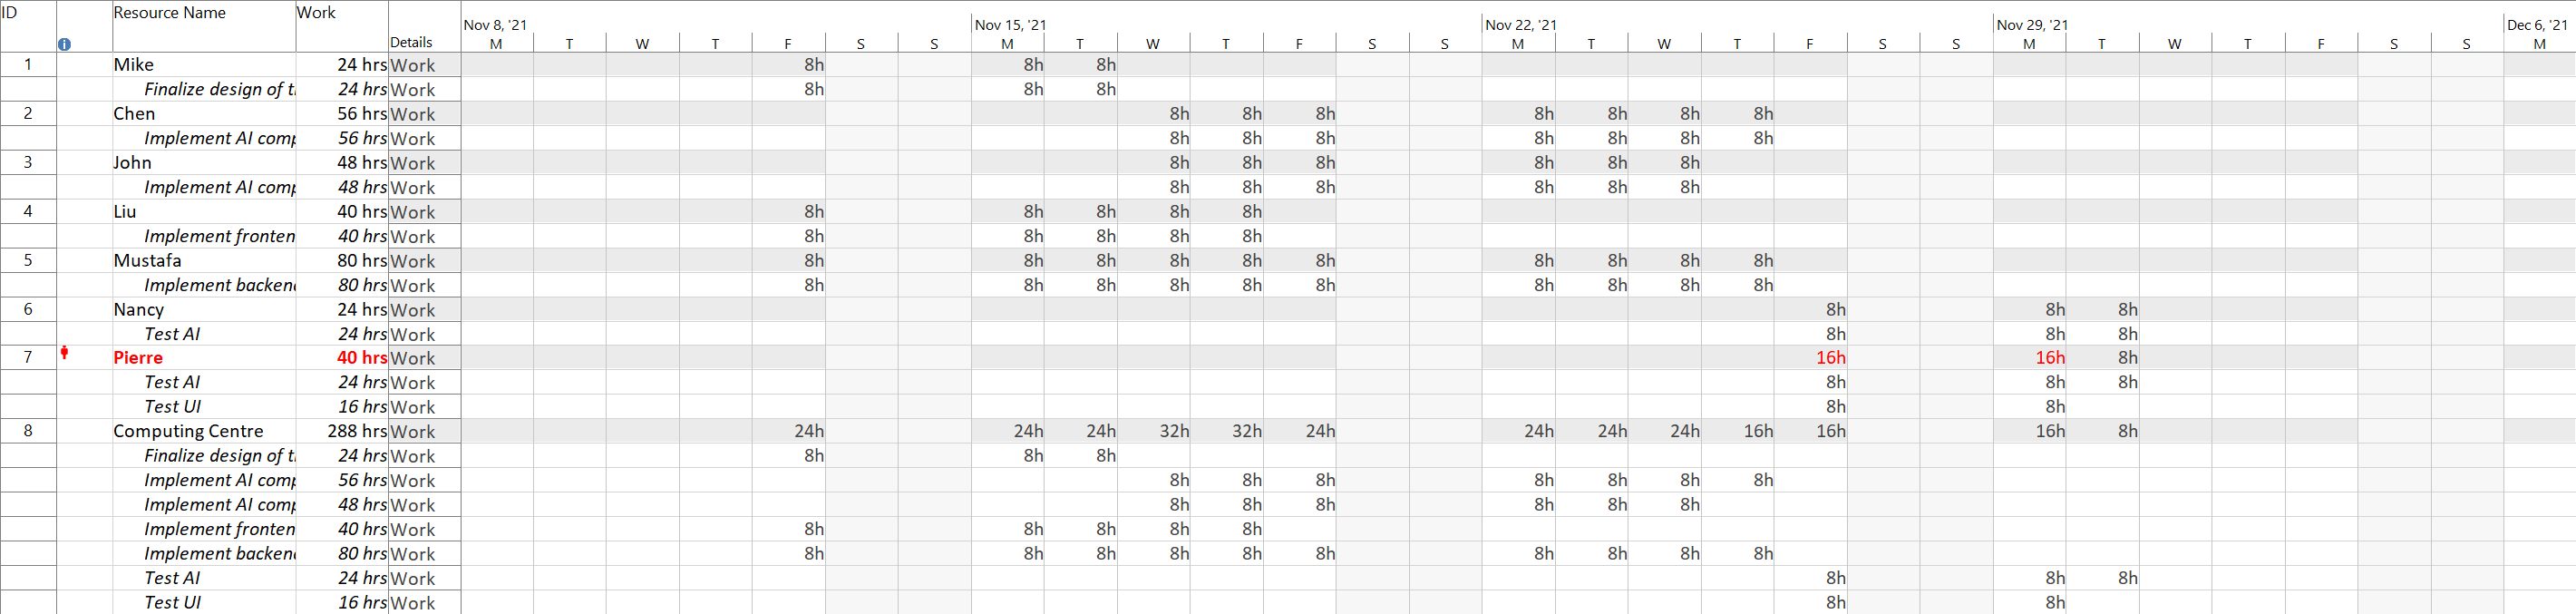 ID Resource Name Work Details Nov 8, '21 Nov 15, '21 Nov 22, '21 Nov 29, '21 Dec 6, '21
M T W T F S S M T W T F S S M T W T F S S M T W T F S S M
1 Mike 24 hrs Work 8h 8h 8h
Finalize design of t 24 hrs Work 8h 8h 8h
2 Chen 56 hrs Work 8h 8h 8h 8h 8h 8h 8h
Implement AI comp 56 hrs Work 8h 8h 8h 8h 8h 8h 8h
3 John 48 hrs Work 8h 8h 8h 8h 8h 8h
Implement AI comp 48 hrs Work 8h 8h 8h 8h 8h 8h
4 Liu 40 hrs Work 8h 8h 8h 8h 8h
Implement fronten 40 hrs Work 8h 8h 8h 8h 8h
5 Mustafa 80 hrs Work 8h 8h 8h 8h 8h 8h 8h 8h 8h 8h
Implement backen 80 hrs Work 8h 8h 8h 8h 8h 8h 8h 8h 8h 8h
6 Nancy 24 hrs Work 8h 8h 8h
Test AI 24 hrs Work 8h 8h 8h
7 Pierre 40 hrs Work 16h 16h 8h
Test AI 24 hrs Work 8h 8h 8h
Test UI 16 hrs Work 8h 8h
8 Computing Centre 288 hrs Work 24h 24h 24h 32h 32h 24h 24h 24h 24h 16h 16h 16h 8h
Finalize design of t 24 hrs Work 8h 8h 8h
Implement AI comp 56 hrs Work 8h 8h 8h 8h 8h 8h 8h
Implement AI comp 48 hrs Work 8h 8h 8h 8h 8h 8h
Implement fronten 40 hrs Work 8h 8h 8h 8h 8h
Implement backen 80 hrs Work 8h 8h 8h 8h 8h 8h 8h 8h 8h 8h
Test AI 24 hrs Work 8h 8h 8h
Test UI 16 hrs Work 8h 8h